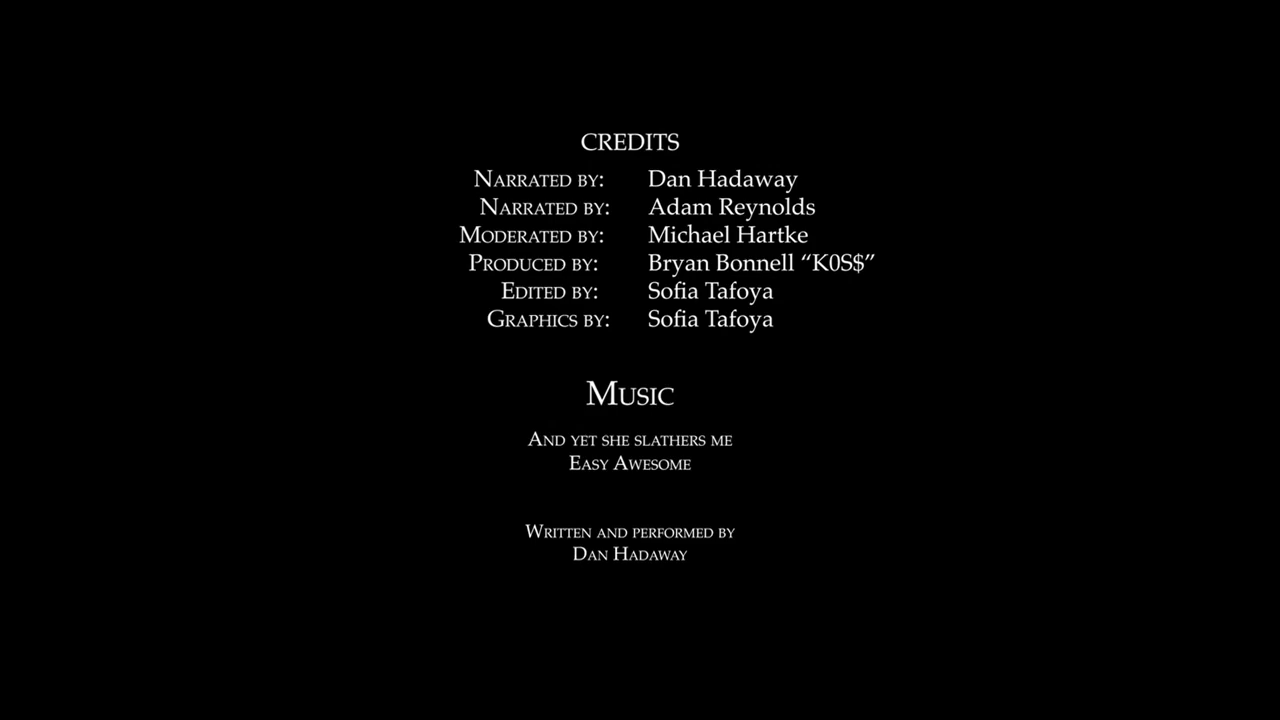 CREDITS
Narrated by: Dan Hadaway
Narrated by: Adam Reynolds
Moderated by: Michael Hartke
Produced by: Bryan Bonnell “K0S$”
Edited by: Sofia Tafoya
Graphics by: Sofia Tafoya
Music
And yet she slathers me
Easy Awesome
Written and performed by
Dan Hadaway